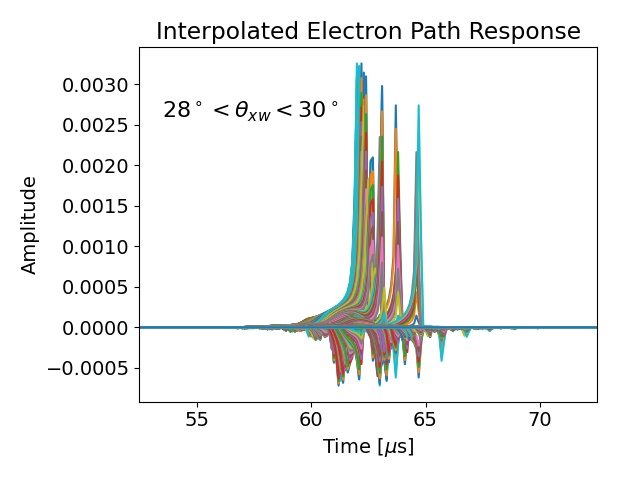 Interpolated Electron Path Response
28° < θxw < 30°
0.0030
0.0025
0.0020
0.0015
0.0010
0.0005
0.0000
−0.0005
Amplitude
55 60 65 70
Time [μs]